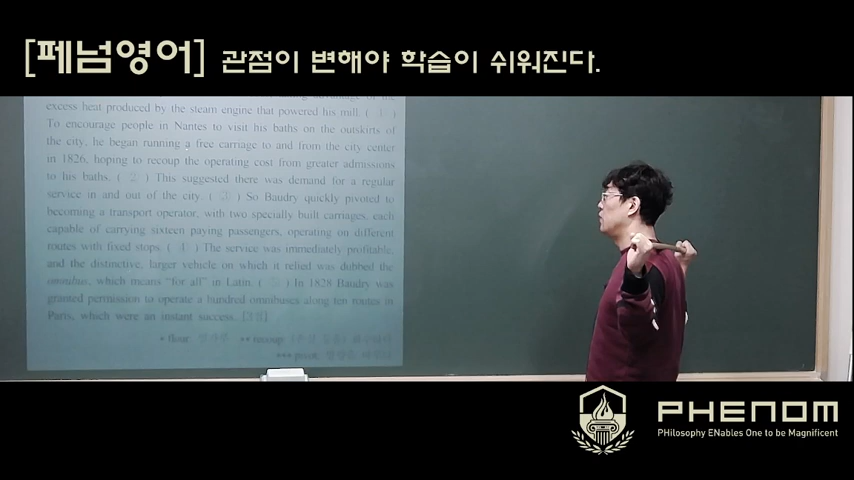 [페넘영어] 관점이 변해야 학습이 쉬워진다.
excess heat produced by the steam engine that powered his mill. ( 1 )
To encourage people in Nantes to visit his baths on the outskirts of
the city, he began running a free carriage to and from the city center
in 1826, hoping to recoup the operating cost from greater admissions
to his baths. ( 2 ) This suggested there was demand for a regular
service in and out of the city. ( 3 ) So Baudry quickly pivoted to
becoming a transport operator, with two specially built carriages, each
capable of carrying sixteen paying passengers, operating on different
routes with fixed stops. ( 4 ) The service was immediately profitable,
and the distinctive, larger vehicle on which it relied was dubbed the
omnibus, which means “for all” in Latin. ( 5 ) In 1828 Baudry was
granted permission to operate a hundred omnibuses along ten routes in
Paris, which were an instant success. [3점]
* flour: ** recoup:
*** pivot:
PHENOM
PHilosophy ENables One to be Magnificent